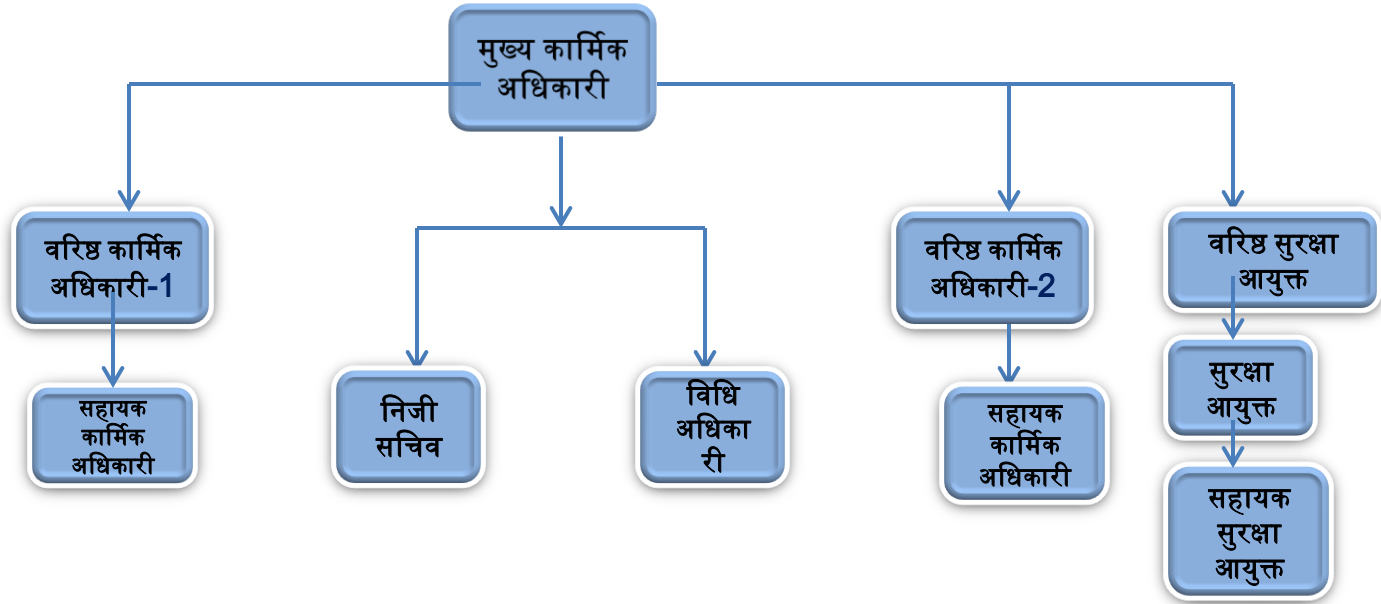 मुख्य कार्मिक
अधिकारी
वरिष्ठ कार्मिक
अधिकारी-1
वरिष्ठ कार्मिक
अधिकारी-2
वरिष्ठ सुरक्षा
आयुक्त
सहायक
कार्मिक
अधिकारी
निजी
सचिव
विधि
अधिका
री
सहायक
कार्मिक
अधिकारी
सुरक्षा
आयुक्त
सहायक
सुरक्षा
आयुक्त